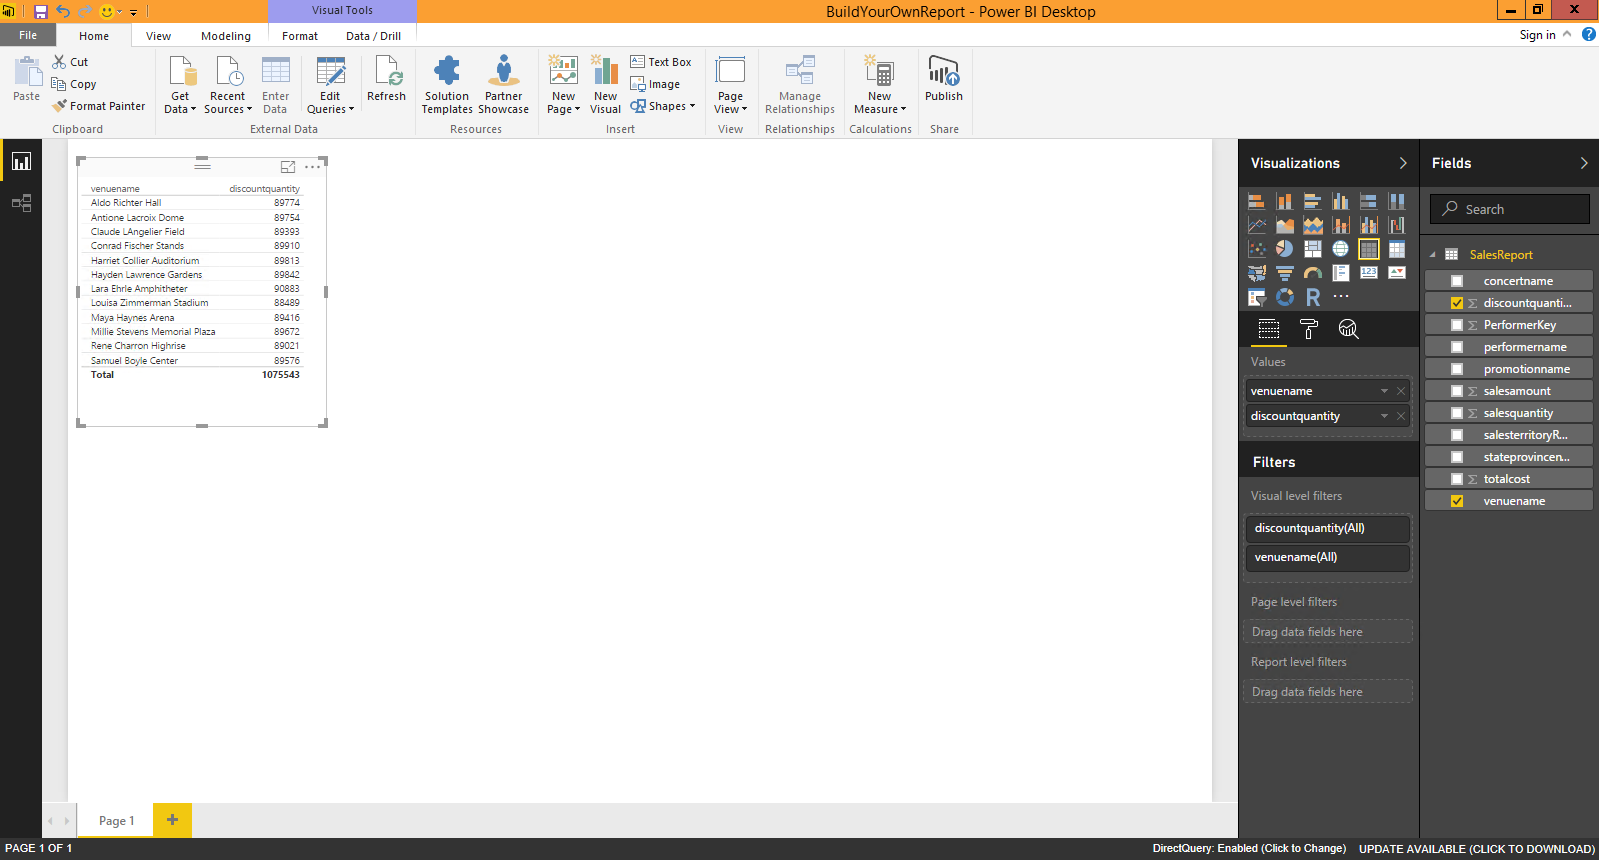 Visual Tools
BuildYourOwnReport - Power BI Desktop
File Home View Modeling Format Data / Drill Sign in
Paste
Cut
Copy
Format Painter
Clipboard
Get Data
Recent Sources
Enter Data
Edit Queries
Refresh
External Data
Solution Templates
Partner Showcase
Resources
New Page
New Visual
Text Box
Image
Shapes
Insert
Page View
View
Manage Relationships
Relationships
New Measure
Calculations
Publish
Share
venuename discountquantity
Aldo Richter Hall 89774
Antione Lacroix Dome 89754
Claude LAngelier Field 89393
Conrad Fischer Stands 89910
Harriet Collier Auditorium 89813
Hayden Lawrence Gardens 89842
Lara Ehrle Amphitheter 90883
Louisa Zimmerman Stadium 88489
Maya Haynes Arena 89416
Millie Stevens Memorial Plaza 89672
Rene Charron Highrise 89021
Samuel Boyle Center 89576
Total 1075543
Visualizations
123
R
Values
venuename
discountquantity
Filters
Visual level filters
discountquantity(All)
venuename(All)
Page level filters
Drag data fields here
Report level filters
Drag data fields here
Fields
Search
SalesReport
concertname
Σ discountquanti...
Σ PerformerKey
performername
promotionname
Σ salesamount
Σ salesquantity
salesterritoryR...
stateprovincen...
Σ totalcost
venuename
Page 1
PAGE 1 OF 1
DirectQuery: Enabled (Click to Change) UPDATE AVAILABLE (CLICK TO DOWNLOAD)